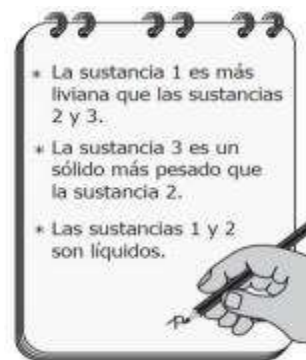 * La sustancia 1 es más
liviana que las sustancias
2 y 3.
* La sustancia 3 es un
sólido más pesado que
la sustancia 2.
* Las sustancias 1 y 2
son líquidos.